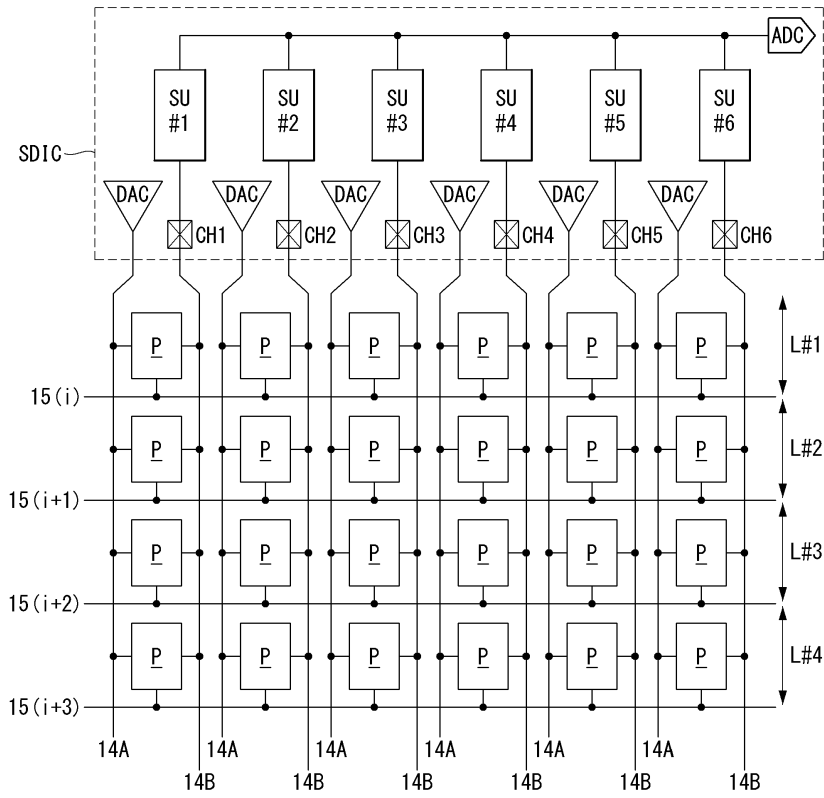 ADC
SU #1
SU #2
SU #3
SU #4
SU #5
SU #6
SDIC
DAC
DAC
DAC
DAC
DAC
DAC
CH1
CH2
CH3
CH4
CH5
CH6
P
P
P
P
P
P
L#1
15(i)
P
P
P
P
P
P
L#2
15(i+1)
P
P
P
P
P
P
L#3
15(i+2)
P
P
P
P
P
P
L#4
15(i+3)
14A
14A
14A
14A
14A
14A
14B
14B
14B
14B
14B
14B